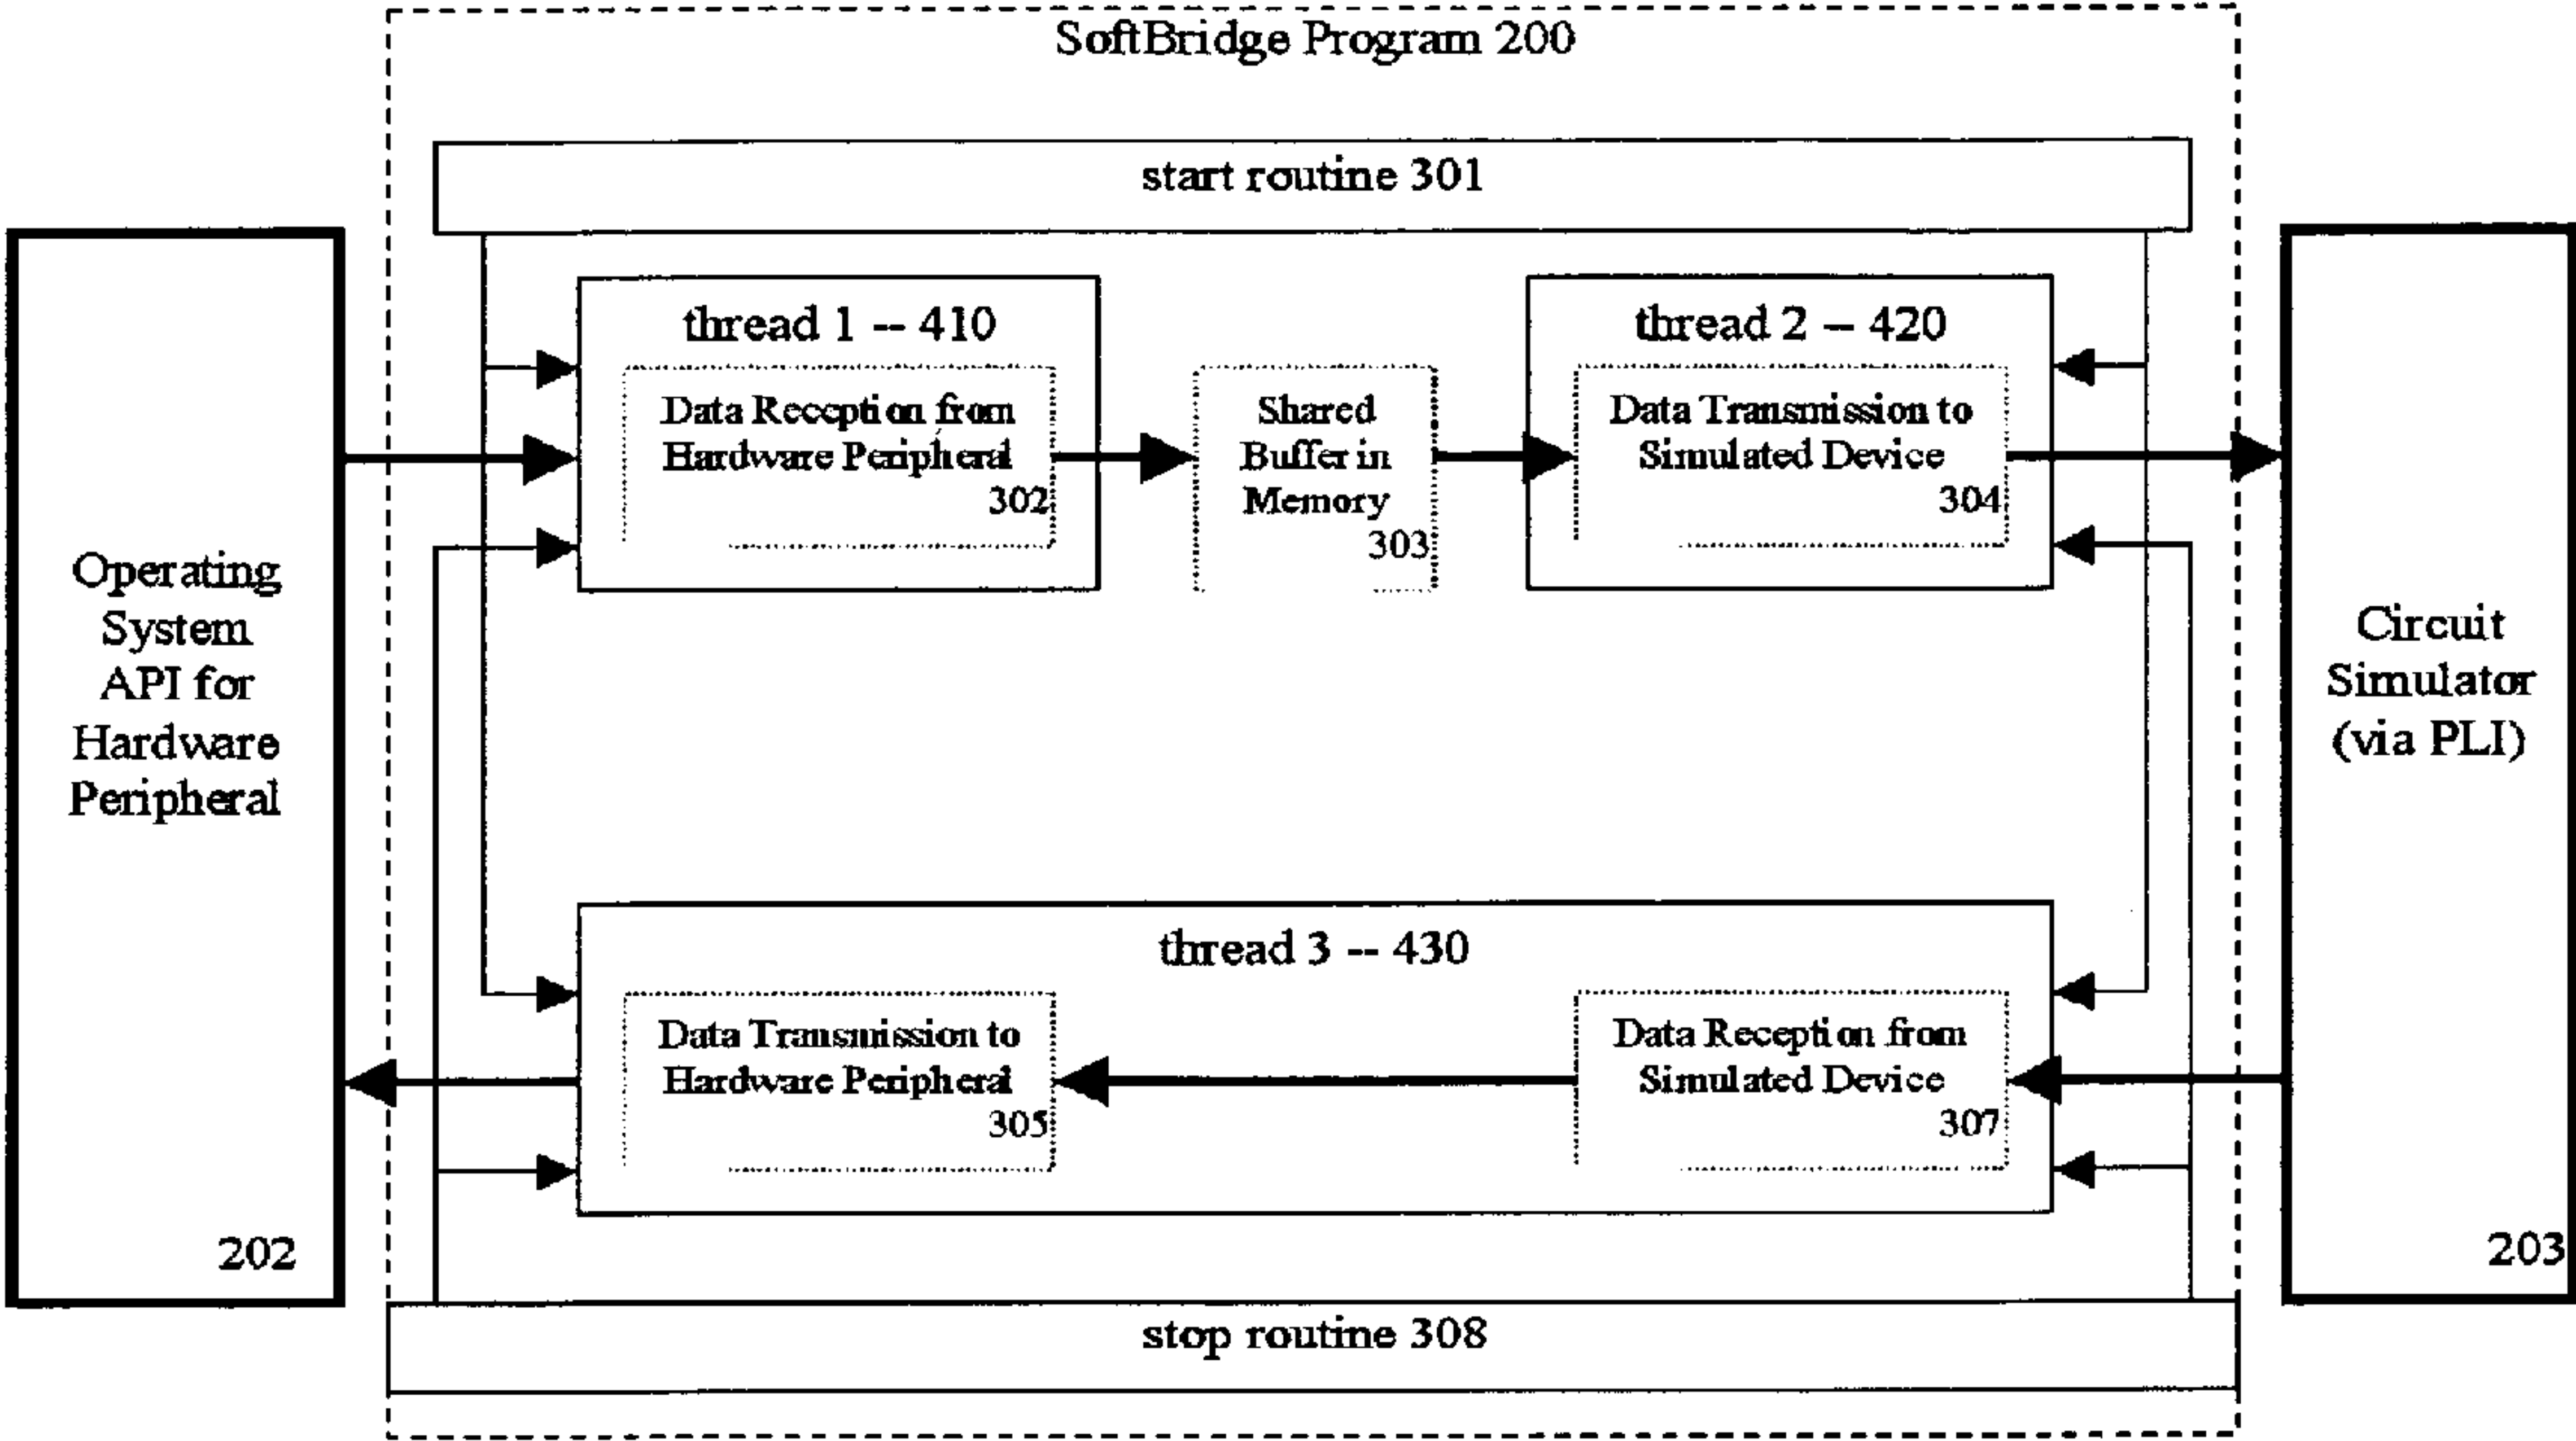 SoftBridge Program 200
start routine 301
thread 1 -- 410
Data Reception from
Hardware Peripheral
302
Shared
Buffer in
Memory
303
thread 2 -- 420
Data Transmission to
Simulated Device
304
Operating
System
API for
Hardware
Peripheral
202
Circuit
Simulator
(via PLI)
203
thread 3 -- 430
Data Transmission to
Hardware Peripheral
305
Data Reception from
Simulated Device
307
stop routine 308